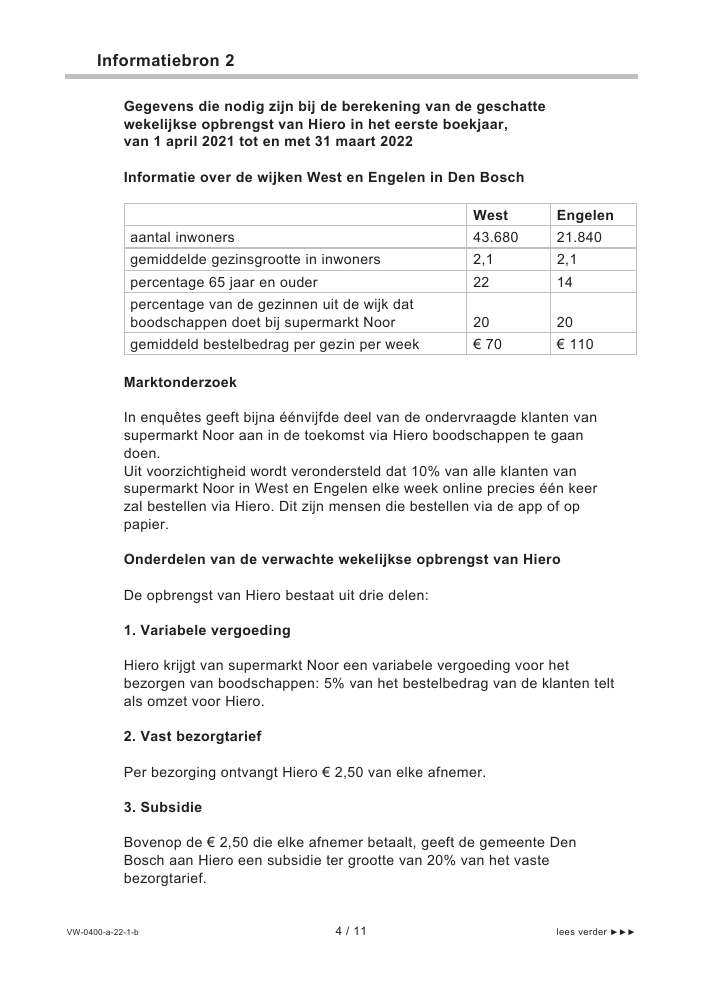 Informatiebron 2
Gegevens die nodig zijn bij de berekening van de geschatte
wekelijkse opbrengst van Hiero in het eerste boekjaar,
van 1 april 2021 tot en met 31 maart 2022
Informatie over de wijken West en Engelen in Den Bosch
West Engelen
aantal inwoners 43.680 21.840
gemiddelde gezinsgrootte in inwoners 2,1 2,1
percentage 65 jaar en ouder 22 14
percentage van de gezinnen uit de wijk dat
boodschappen doet bij supermarkt Noor 20 20
gemiddeld bestelbedrag per gezin per week € 70 € 110
Marktonderzoek
In enquêtes geeft bijna éénvijfde deel van de ondervraagde klanten van
supermarkt Noor aan in de toekomst via Hiero boodschappen te gaan
doen.
Uit voorzichtigheid wordt verondersteld dat 10% van alle klanten van
supermarkt Noor in West en Engelen elke week online precies één keer
zal bestellen via Hiero. Dit zijn mensen die bestellen via de app of op
papier.
Onderdelen van de verwachte wekelijkse opbrengst van Hiero
De opbrengst van Hiero bestaat uit drie delen:
1. Variabele vergoeding
Hiero krijgt van supermarkt Noor een variabele vergoeding voor het
bezorgen van boodschappen: 5% van het bestelbedrag van de klanten telt
als omzet voor Hiero.
2. Vast bezorgtarief
Per bezorging ontvangt Hiero € 2,50 van elke afnemer.
3. Subsidie
Bovenop de € 2,50 die elke afnemer betaalt, geeft de gemeente Den
Bosch aan Hiero een subsidie ter grootte van 20% van het vaste
bezorgtarief.
VW-0400-a-22-1-b 4 / 11 lees verder ►►►